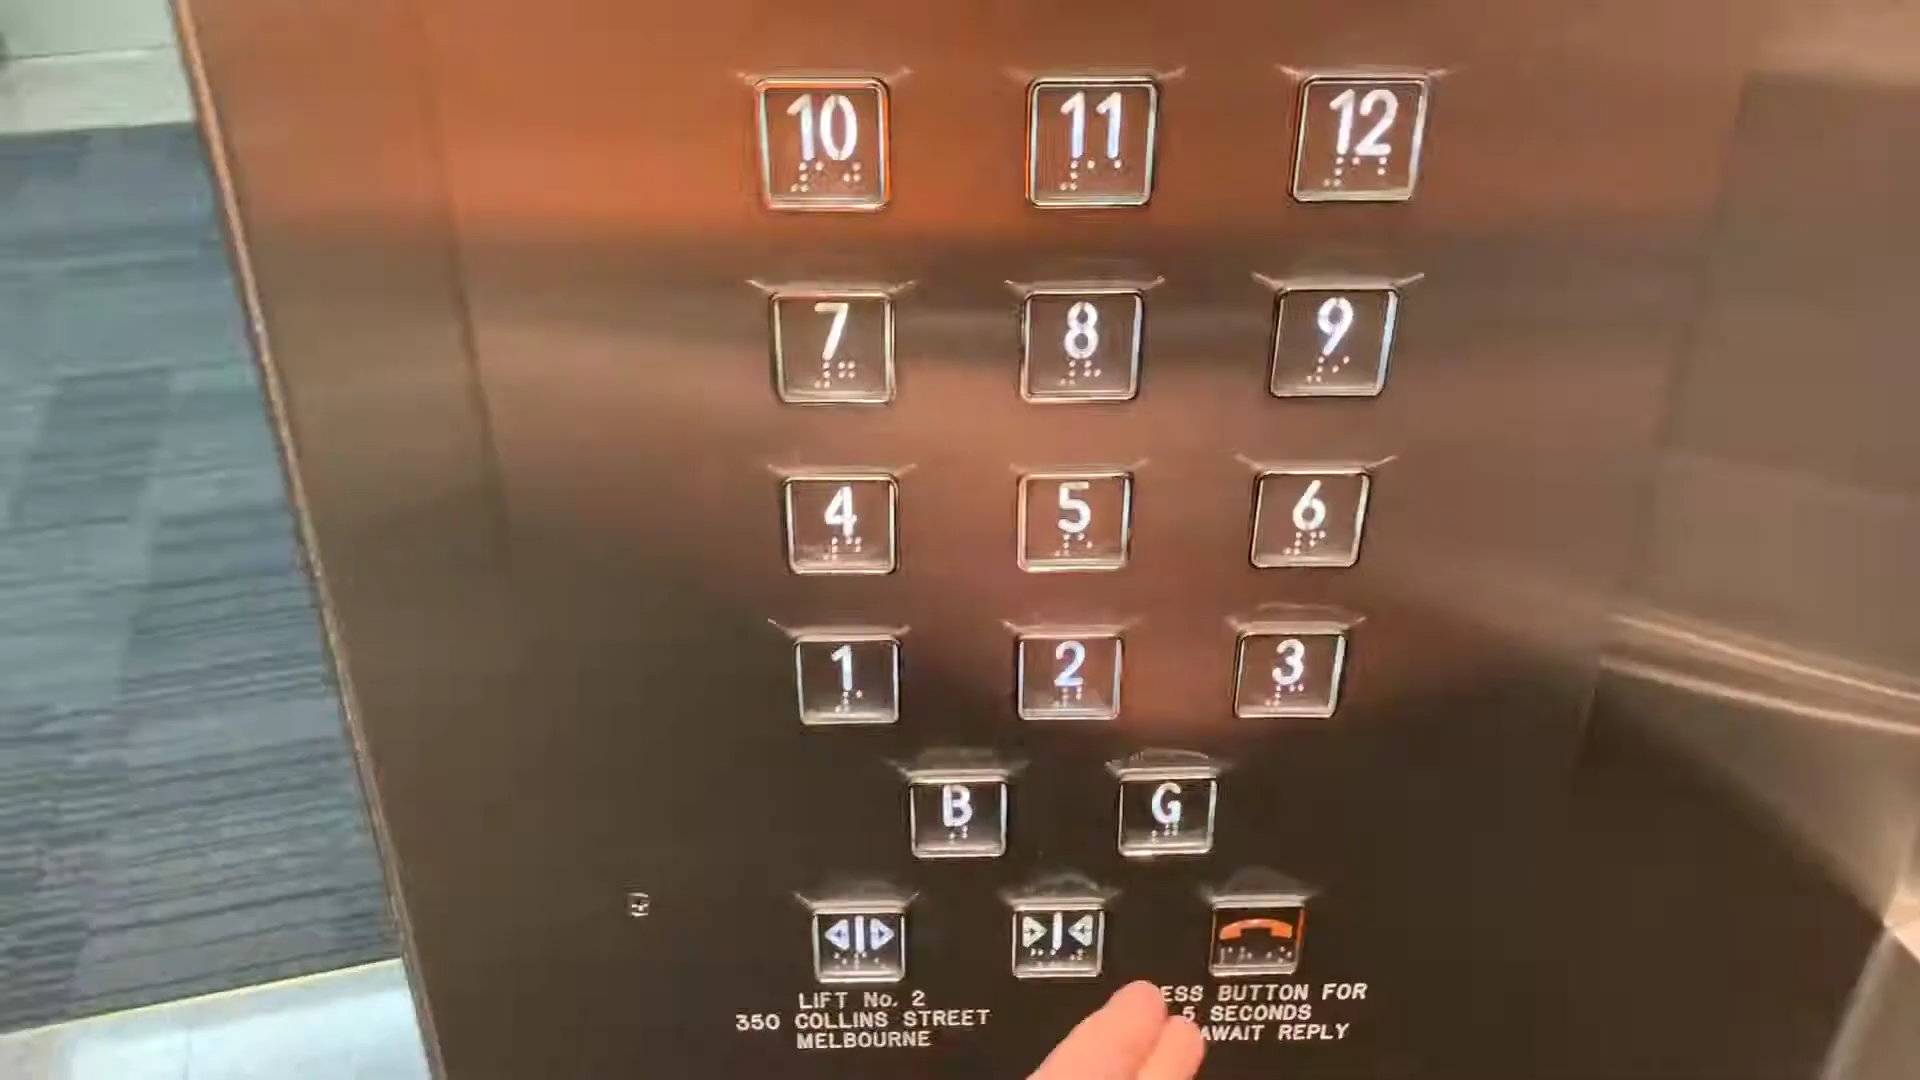 10 11 12
7 8 9
4 5 6
1 2 3
B G
LIFT No. 2
350 COLLINS STREET
MELBOURNE
BUTTON FOR
5 SECONDS
AWAIT REPLY